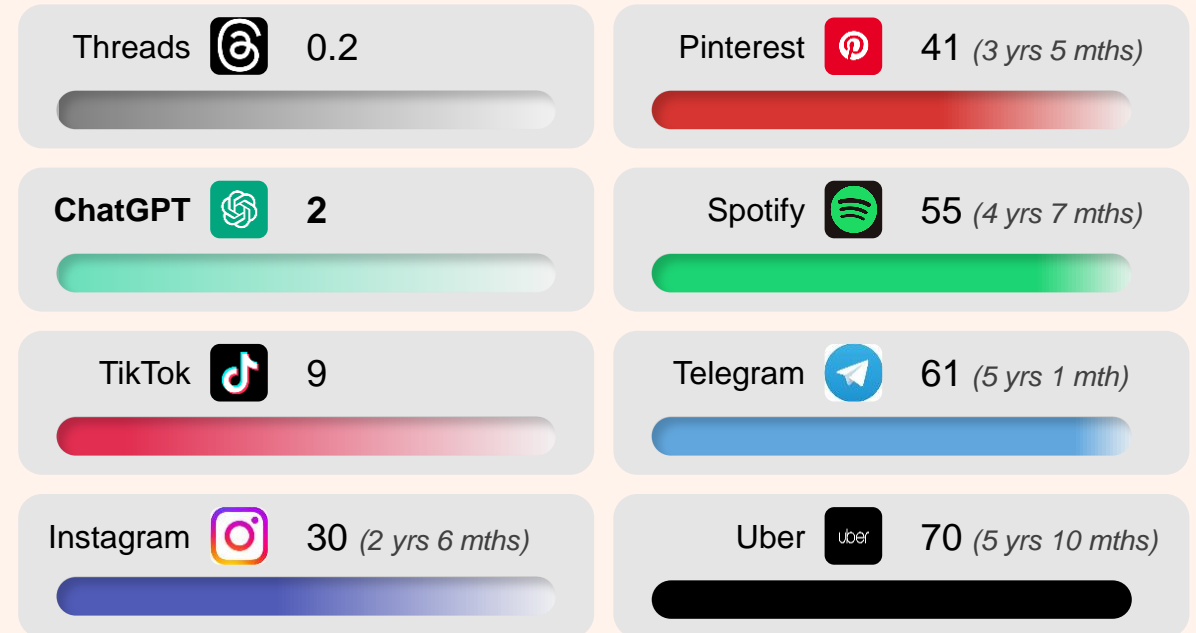 Threads 0.2
Pinterest 41 (3 yrs 5 mths)
ChatGPT 2
Spotify 55 (4 yrs 7 mths)
TikTok 9
Telegram 61 (5 yrs 1 mth)
Instagram 30 (2 yrs 6 mths)
Uber Uber 70 (5 yrs 10 mths)